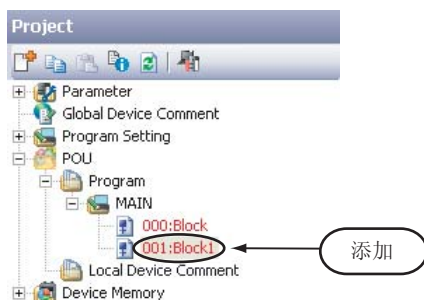 Project
Parameter
Global Device Comment
Program Setting
POU
Program
MAIN
000:Block
001:Block1
添加
Local Device Comment
Device Memory